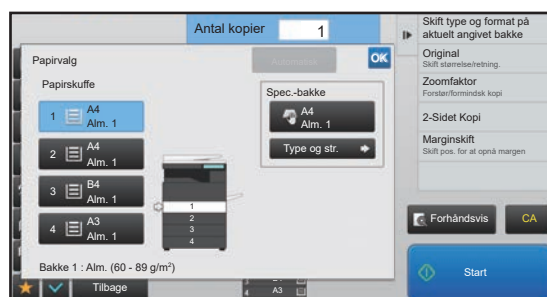 Antal kopier 1
Papirvalg
Automatisk
OK
Papirskuffe
1 A4
Alm. 1
2 A4
Alm. 1
3 B4
Alm. 1
4 A3
Alm. 1
1
2
3
4
Spec.-bakke
A4
Alm. 1
Type og str.
Bakke 1 : Alm. (60 - 89 g/m²)
Tilbage
4 A3
Skift type og format på
aktuelt angivet bakke
Original
Skift størrelse/retning.
Zoomfaktor
Forstør/formindsk kopi
2-Sidet Kopi
Marginskift
Skift pos. for at opnå margen
Forhåndsvis
CA
Start